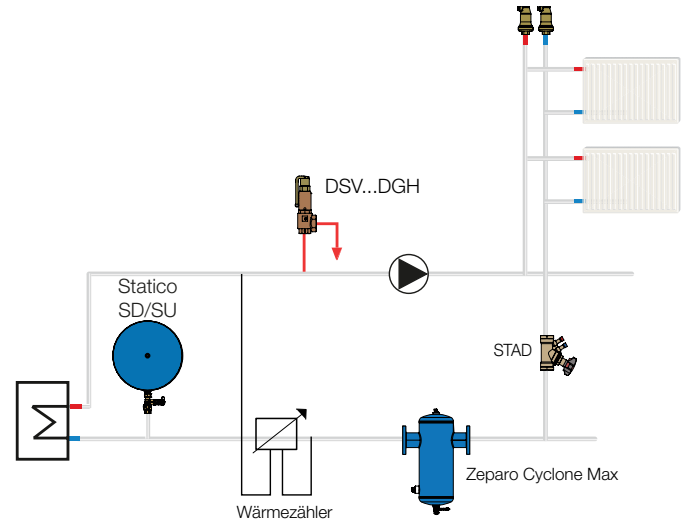 DSV...DGH
Statico
SD/SU
STAD
Zeparo Cyclone Max
Wärmezähler